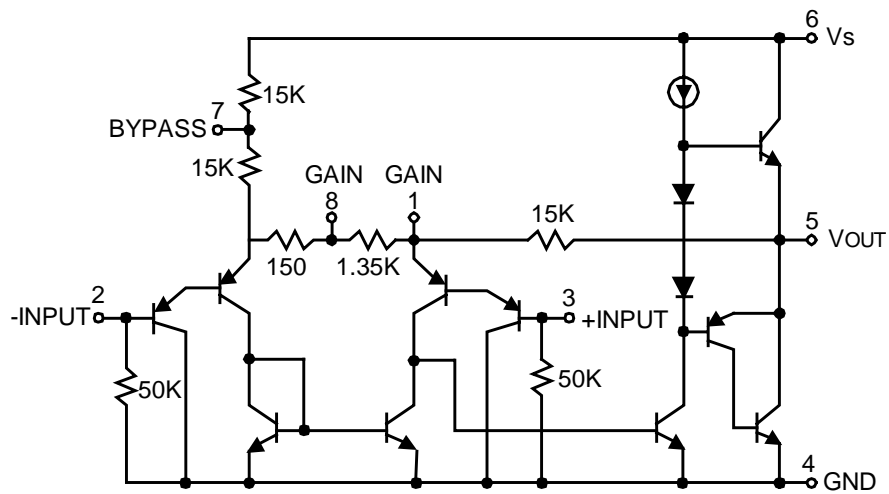 6
Vs
15K
7
BYPASS
15K
GAIN
8
GAIN
1
15K
5
VOUT
150
1.35K
2
-INPUT
3
+INPUT
50K
50K
4
GND